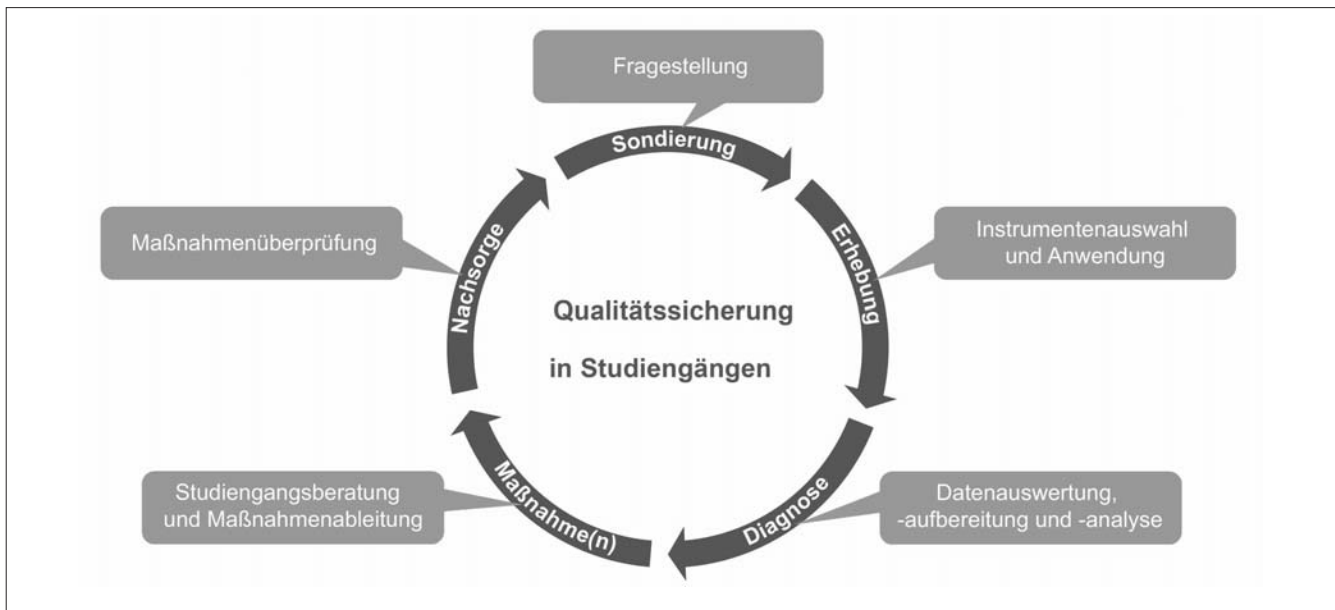 Fragestellung
Sondierung
Erhebung
Instrumentenauswahl
und Anwendung
Diagnose
Datenauswertung,
-aufbereitung und -analyse
Maßnahme(n)
Studiengangsberatung
und Maßnahmenableitung
Nachsorge
Maßnahmenüberprüfung
Qualitätssicherung
in Studiengängen